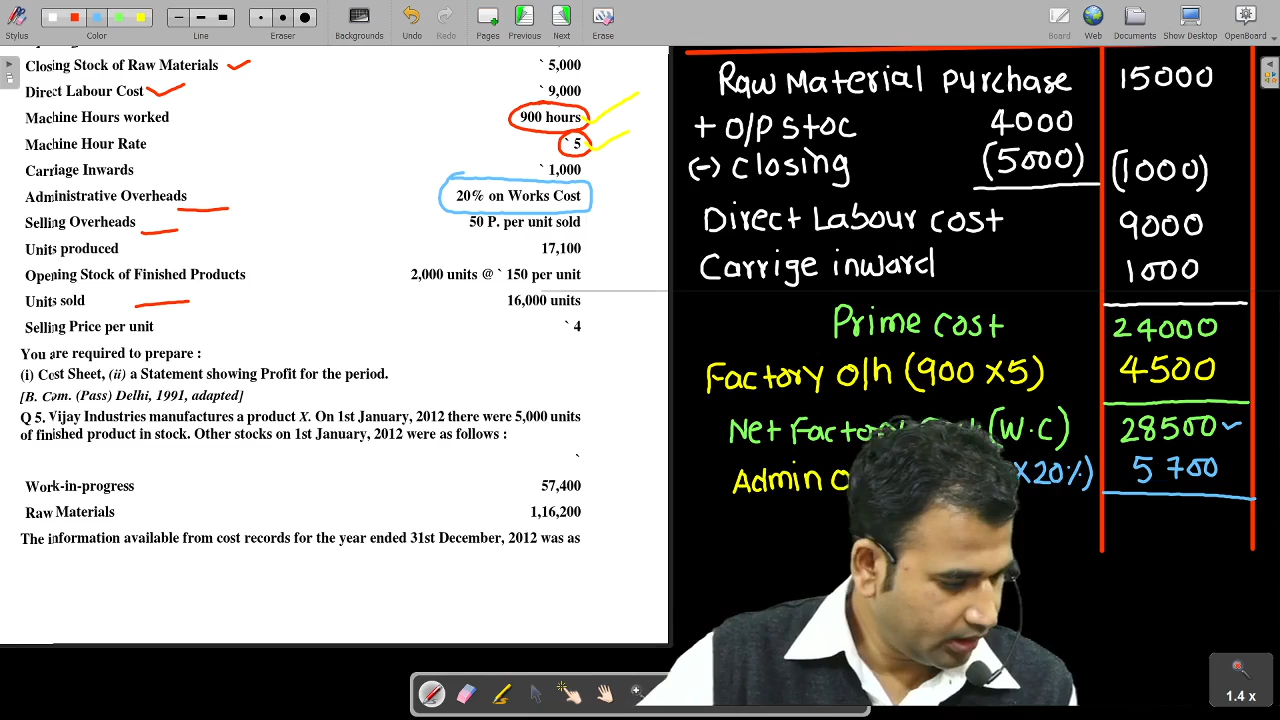 Stylus
Color
Line
Eraser
Backgrounds
Undo
Redo
Pages
Previous
Next
Erase
Board
Web
Documents
Show Desktop
OpenBoard
Closing Stock of Raw Materials ` 5,000
Direct Labour Cost ` 9,000
Machine Hours worked 900 hours
Machine Hour Rate ` 5
Carriage Inwards ` 1,000
Administrative Overheads 20% on Works Cost
Selling Overheads 50 P. per unit sold
Units produced 17,100
Opening Stock of Finished Products 2,000 units @ ` 150 per unit
Units sold 16,000 units
Selling Price per unit ` 4
You are required to prepare :
(i) Cost Sheet, (ii) a Statement showing Profit for the period.
[B. Com. (Pass) Delhi, 1991, adapted]
Q 5. Vijay Industries manufactures a product X. On 1st January, 2012 there were 5,000 units
of finished product in stock. Other stocks on 1st January, 2012 were as follows :
`
Work-in-progress 57,400
Raw Materials 1,16,200
The information available from cost records for the year ended 31st December, 2012 was as
Raw Material purchase 15000
+ O/P Stoc 4000
(-) Closing (5000) (1000)
Direct Labour cost 9000
Carrige inward 1000
Prime cost 24000
Factory o/h (900 X5) 4500
Net (W.C) 28500
Admin X20%) 5700
1.4 x